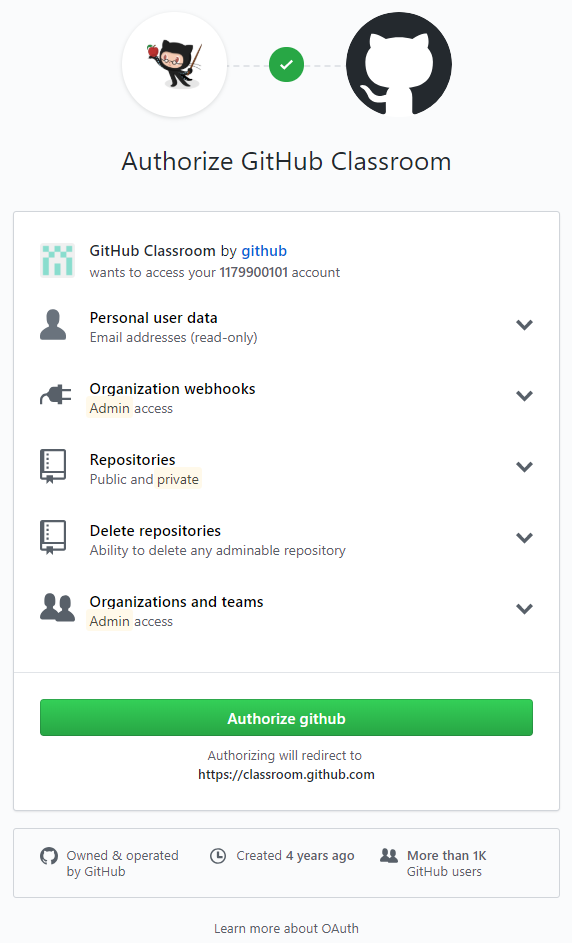 Authorize GitHub Classroom
GitHub Classroom by github
wants to access your 1179900101 account
Personal user data
Email addresses (read-only)
Organization webhooks
Admin access
Repositories
Public and private
Delete repositories
Ability to delete any adminable repository
Organizations and teams
Admin access
Authorize github
Authorizing will redirect to
https://classroom.github.com
Owned & operated
by GitHub
Created 4 years ago
More than 1K
GitHub users
Learn more about OAuth